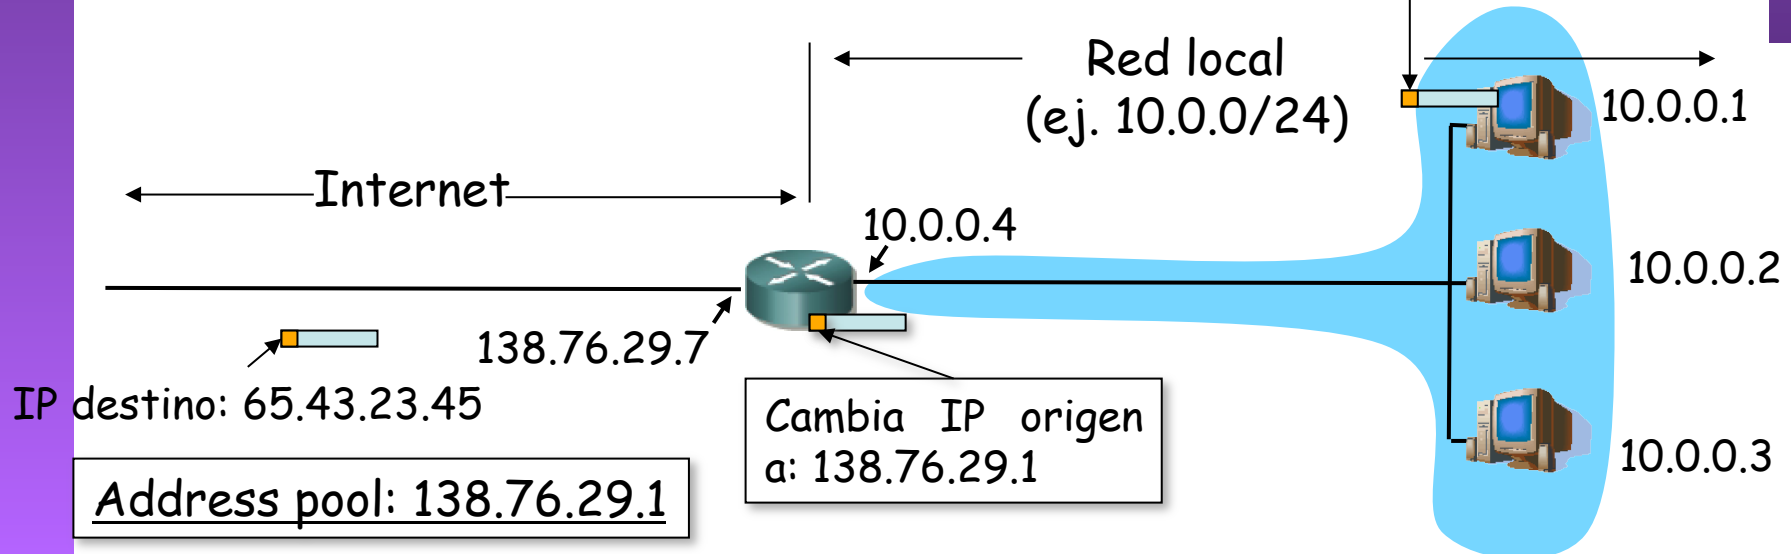 Red local
(ej. 10.0.0/24)
10.0.0.1
Internet
10.0.0.4
10.0.0.2
138.76.29.7
IP destino: 65.43.23.45
Cambia IP origen
a: 138.76.29.1
10.0.0.3
Address pool: 138.76.29.1